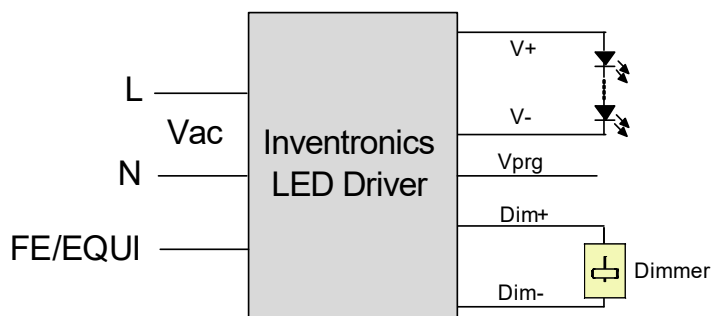 L
Vac
N
FE/EQUI
Inventronics
LED Driver
V+
V-
Vprg
Dim+
Dim-
Dimmer